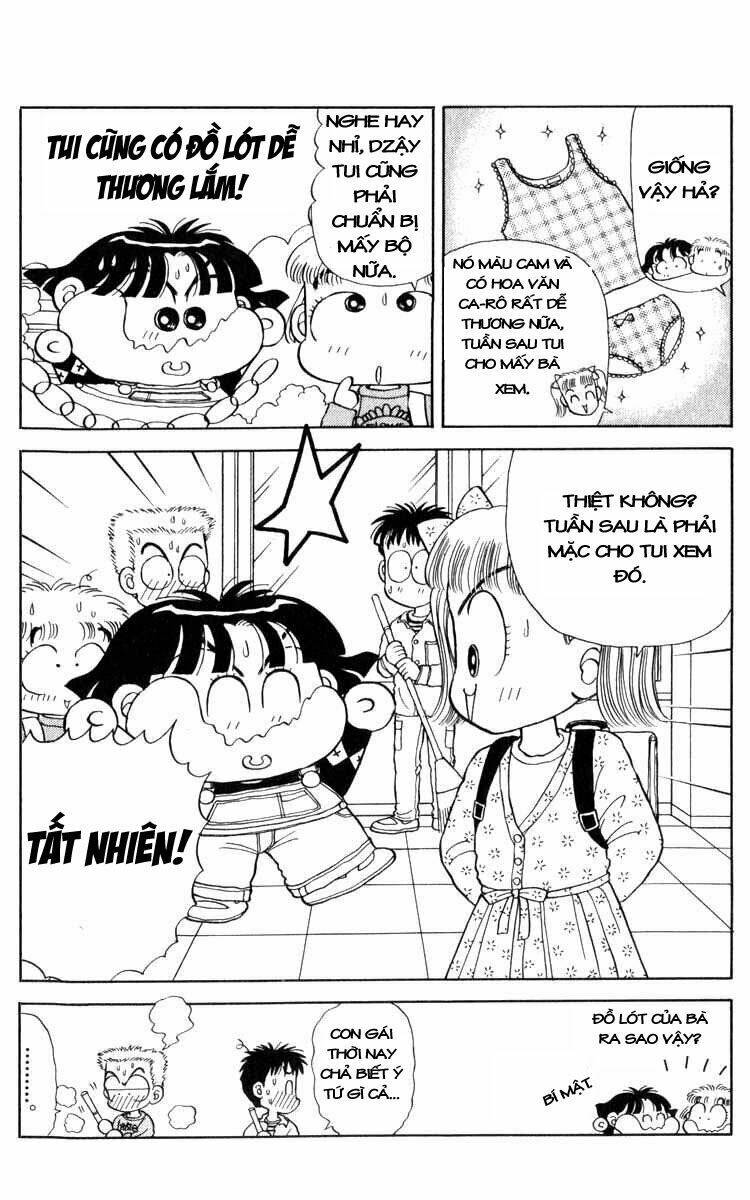 GIỐNG
VẬY HẢ?
NÓ MÀU CAM VÀ
CÓ HOA VĂN
CA-RÔ RẤT DỄ
THƯƠNG NỮA,
TUẦN SAU TUI
CHO MẤY BÀ
XEM.
NGHE HAY
NHỈ, DZẬY
TUI CŨNG
PHẢI
CHUẨN BỊ
MẤY BỘ
NỮA.
TUI CŨNG CÓ ĐỒ LÓT DỄ
THƯƠNG LẮM!
THIỆT KHÔNG?
TUẦN SAU LÀ PHẢI
MẶC CHO TUI XEM
ĐÓ.
TẤT NHIÊN!
ĐỒ LÓT CỦA BÀ
RA SAO VẬY?
BÍ MẬT.
CON GÁI
THỜI NAY
CHẢ BIẾT Ý
TỨ GÌ CẢ...